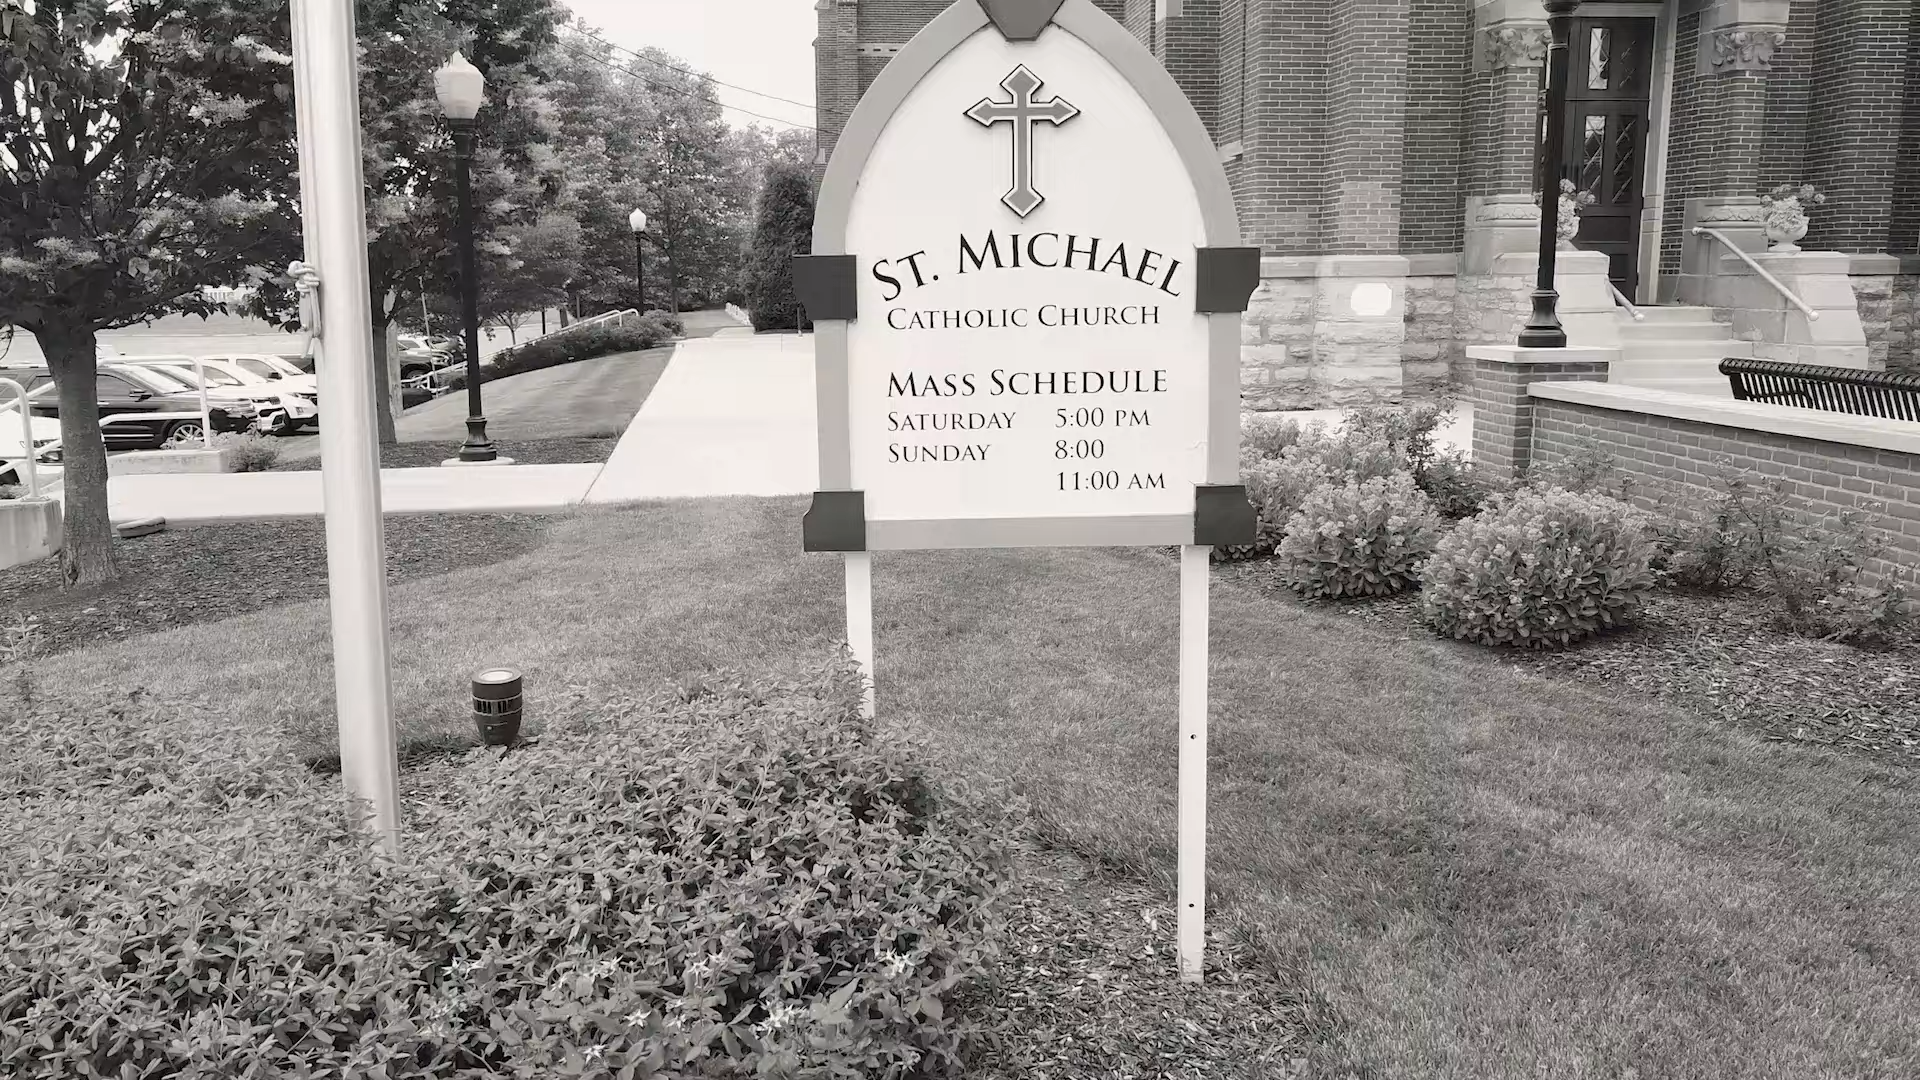 ST. MICHAEL
CATHOLIC CHURCH
MASS SCHEDULE
SATURDAY 5:00 PM
SUNDAY 8:00
11:00 AM